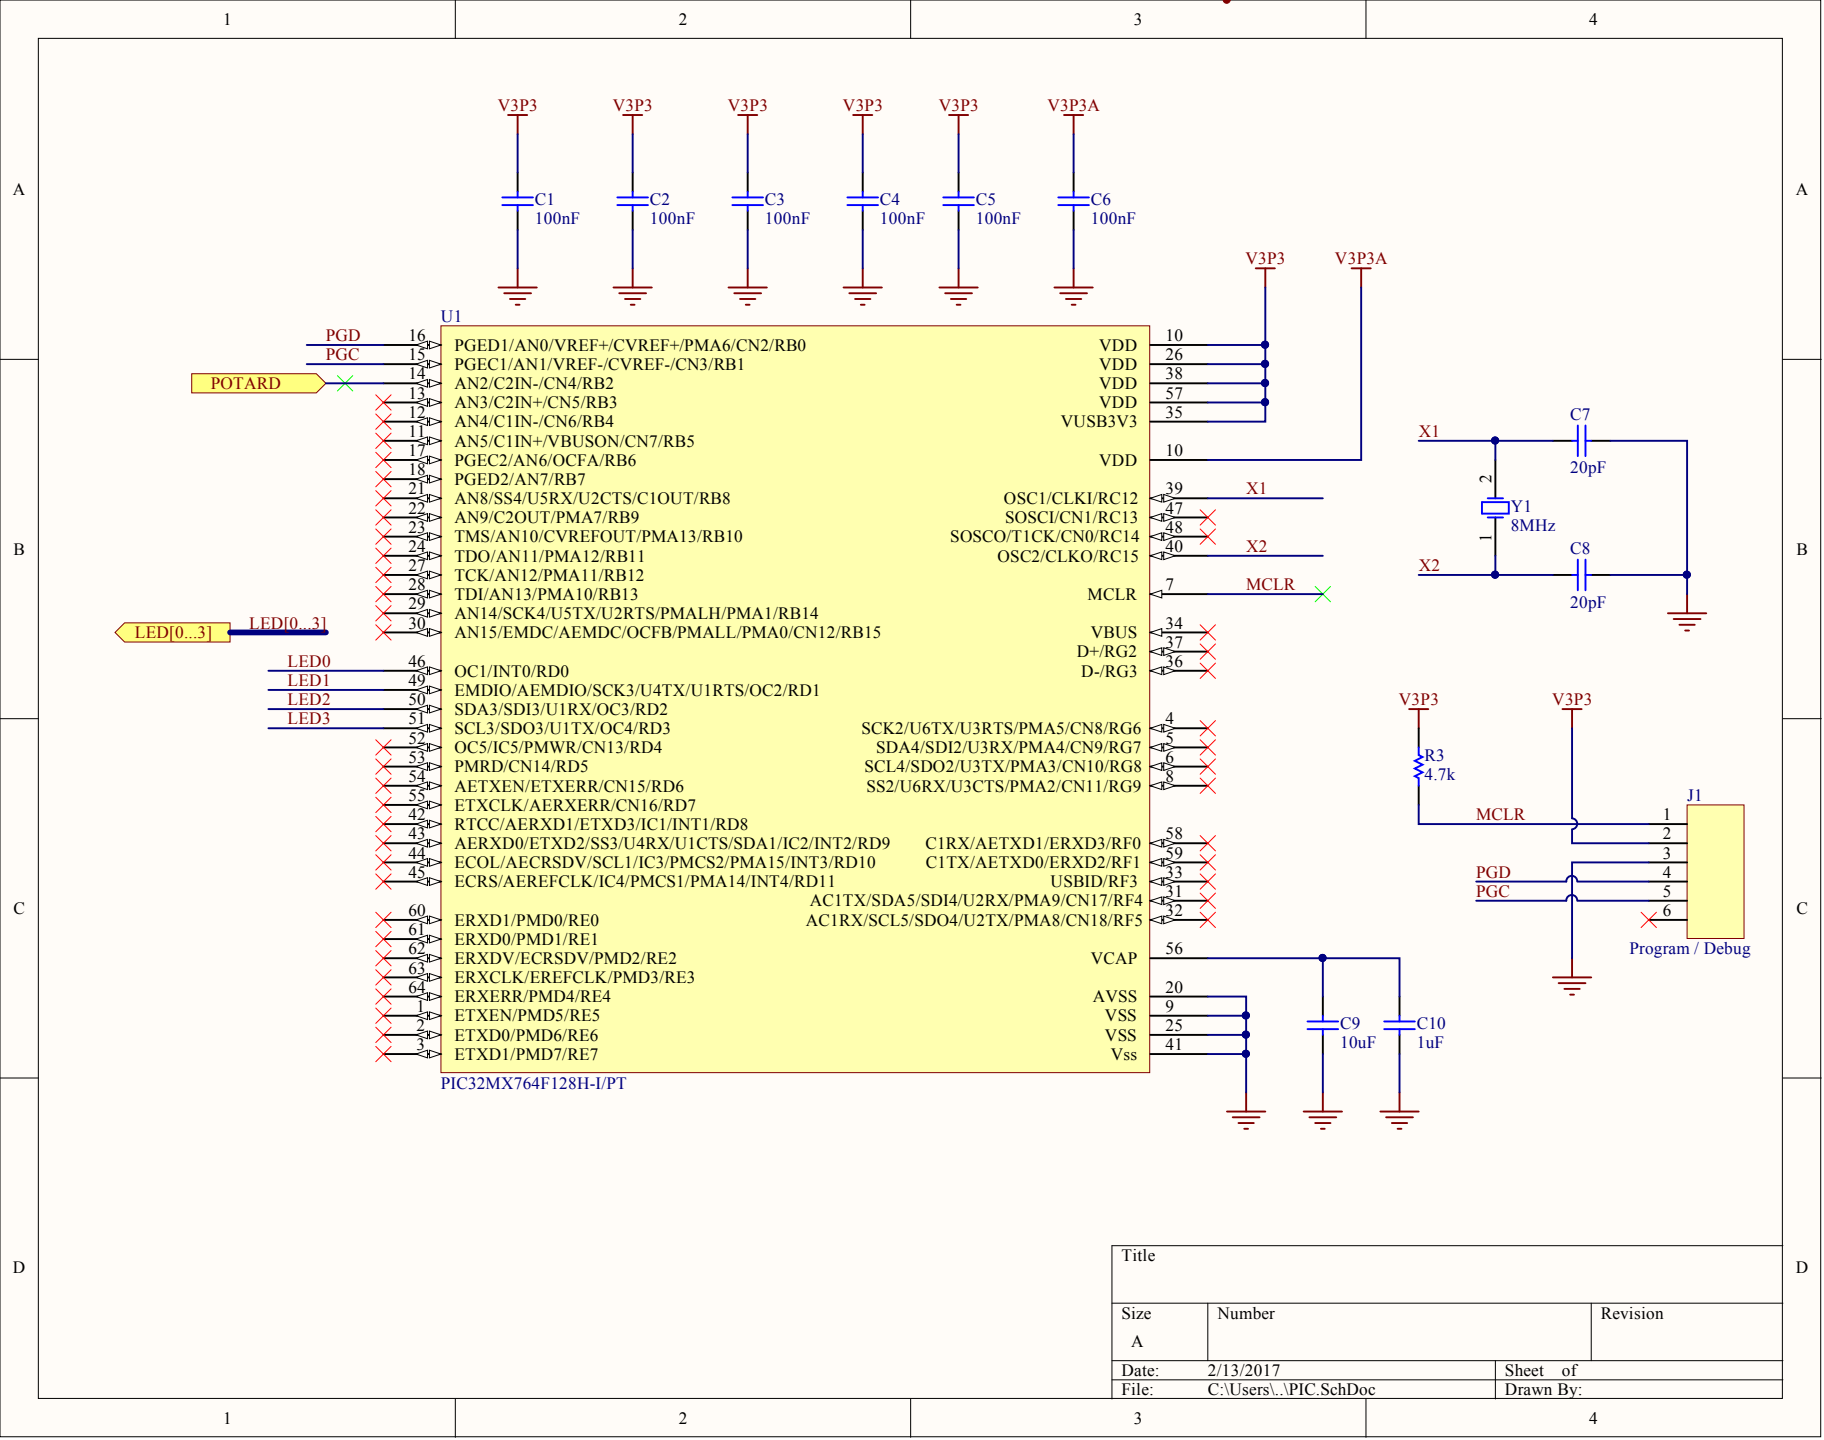 1 2 3 4
A A
B B
C C
D D
1 2 3 4
V3P3 V3P3 V3P3 V3P3 V3P3 V3P3A
C1 C2 C3 C4 C5 C6
100nF 100nF 100nF 100nF 100nF 100nF
V3P3 V3P3A
U1
PGD 16 PGED1/AN0/VREF+/CVREF+/PMA6/CN2/RB0
PGC 15 PGEC1/AN1/VREF-/CVREF-/CN3/RB1
POTARD 14 AN2/C2IN-/CN4/RB2
13 AN3/C2IN+/CN5/RB3
12 AN4/C1IN-/CN6/RB4
11 AN5/C1IN+/VBUSON/CN7/RB5
17 PGEC2/AN6/OCFA/RB6
18 PGED2/AN7/RB7
21 AN8/SS4/U5RX/U2CTS/C1OUT/RB8
22 AN9/C2OUT/PMA7/RB9
23 TMS/AN10/CVREFOUT/PMA13/RB10
24 TDO/AN11/PMA12/RB11
27 TCK/AN12/PMA11/RB12
28 TDI/AN13/PMA10/RB13
29 AN14/SCK4/U5TX/U2RTS/PMALH/PMA1/RB14
30 AN15/EMDC/AEMDC/OCFB/PMALL/PMA0/CN12/RB15
LED[0...3] LED[0...3]
LED0 46 OC1/INT0/RD0
LED1 49 EMDIO/AEMDIO/SCK3/U4TX/U1RTS/OC2/RD1
LED2 50 SDA3/SDI3/U1RX/OC3/RD2
LED3 51 SCL3/SDO3/U1TX/OC4/RD3
52 OC5/IC5/PMWR/CN13/RD4
53 PMRD/CN14/RD5
54 AETXEN/ETXERR/CN15/RD6
55 ETXCLK/AERXERR/CN16/RD7
42 RTCC/AERXD1/ETXD3/IC1/INT1/RD8
43 AERXD0/ETXD2/SS3/U4RX/U1CTS/SDA1/IC2/INT2/RD9
44 ECOL/AECRSDV/SCL1/IC3/PMCS2/PMA15/INT3/RD10
45 ECRS/AEREFCLK/IC4/PMCS1/PMA14/INT4/RD11
60 ERXD1/PMD0/RE0
61 ERXD0/PMD1/RE1
62 ERXDV/ECRSDV/PMD2/RE2
63 ERXCLK/EREFCLK/PMD3/RE3
64 ERXERR/PMD4/RE4
1 ETXEN/PMD5/RE5
2 ETXD0/PMD6/RE6
3 ETXD1/PMD7/RE7
PIC32MX764F128H-I/PT
VDD 10
VDD 26
VDD 38
VDD 57
VUSB3V3 35
VDD 10
OSC1/CLKI/RC12 39 X1
SOSCI/CN1/RC13 47
SOSCO/T1CK/CN0/RC14 48
OSC2/CLKO/RC15 40 X2
MCLR 7 MCLR
VBUS 34
D+/RG2 37
D-/RG3 36
SCK2/U6TX/U3RTS/PMA5/CN8/RG6 4
SDA4/SDI2/U3RX/PMA4/CN9/RG7 5
SCL4/SDO2/U3TX/PMA3/CN10/RG8 6
SS2/U6RX/U3CTS/PMA2/CN11/RG9 8
C1RX/AETXD1/ERXD3/RF0 58
C1TX/AETXD0/ERXD2/RF1 59
USBID/RF3 33
AC1TX/SDA5/SDI4/U2RX/PMA9/CN17/RF4 31
AC1RX/SCL5/SDO4/U2TX/PMA8/CN18/RF5 32
VCAP 56
AVSS 20
VSS 9
VSS 25
Vss 41
C9 C10
10uF 1uF
C7
X1
20pF
2
Y1
8MHz
1
C8
X2
20pF
V3P3 V3P3
R3
4.7k
J1
MCLR 1
2
3
PGD 4
PGC 5
6
Program / Debug
Title
Size Number Revision
A
Date: 2/13/2017 Sheet of
File: C:\Users\..\PIC.SchDoc Drawn By: